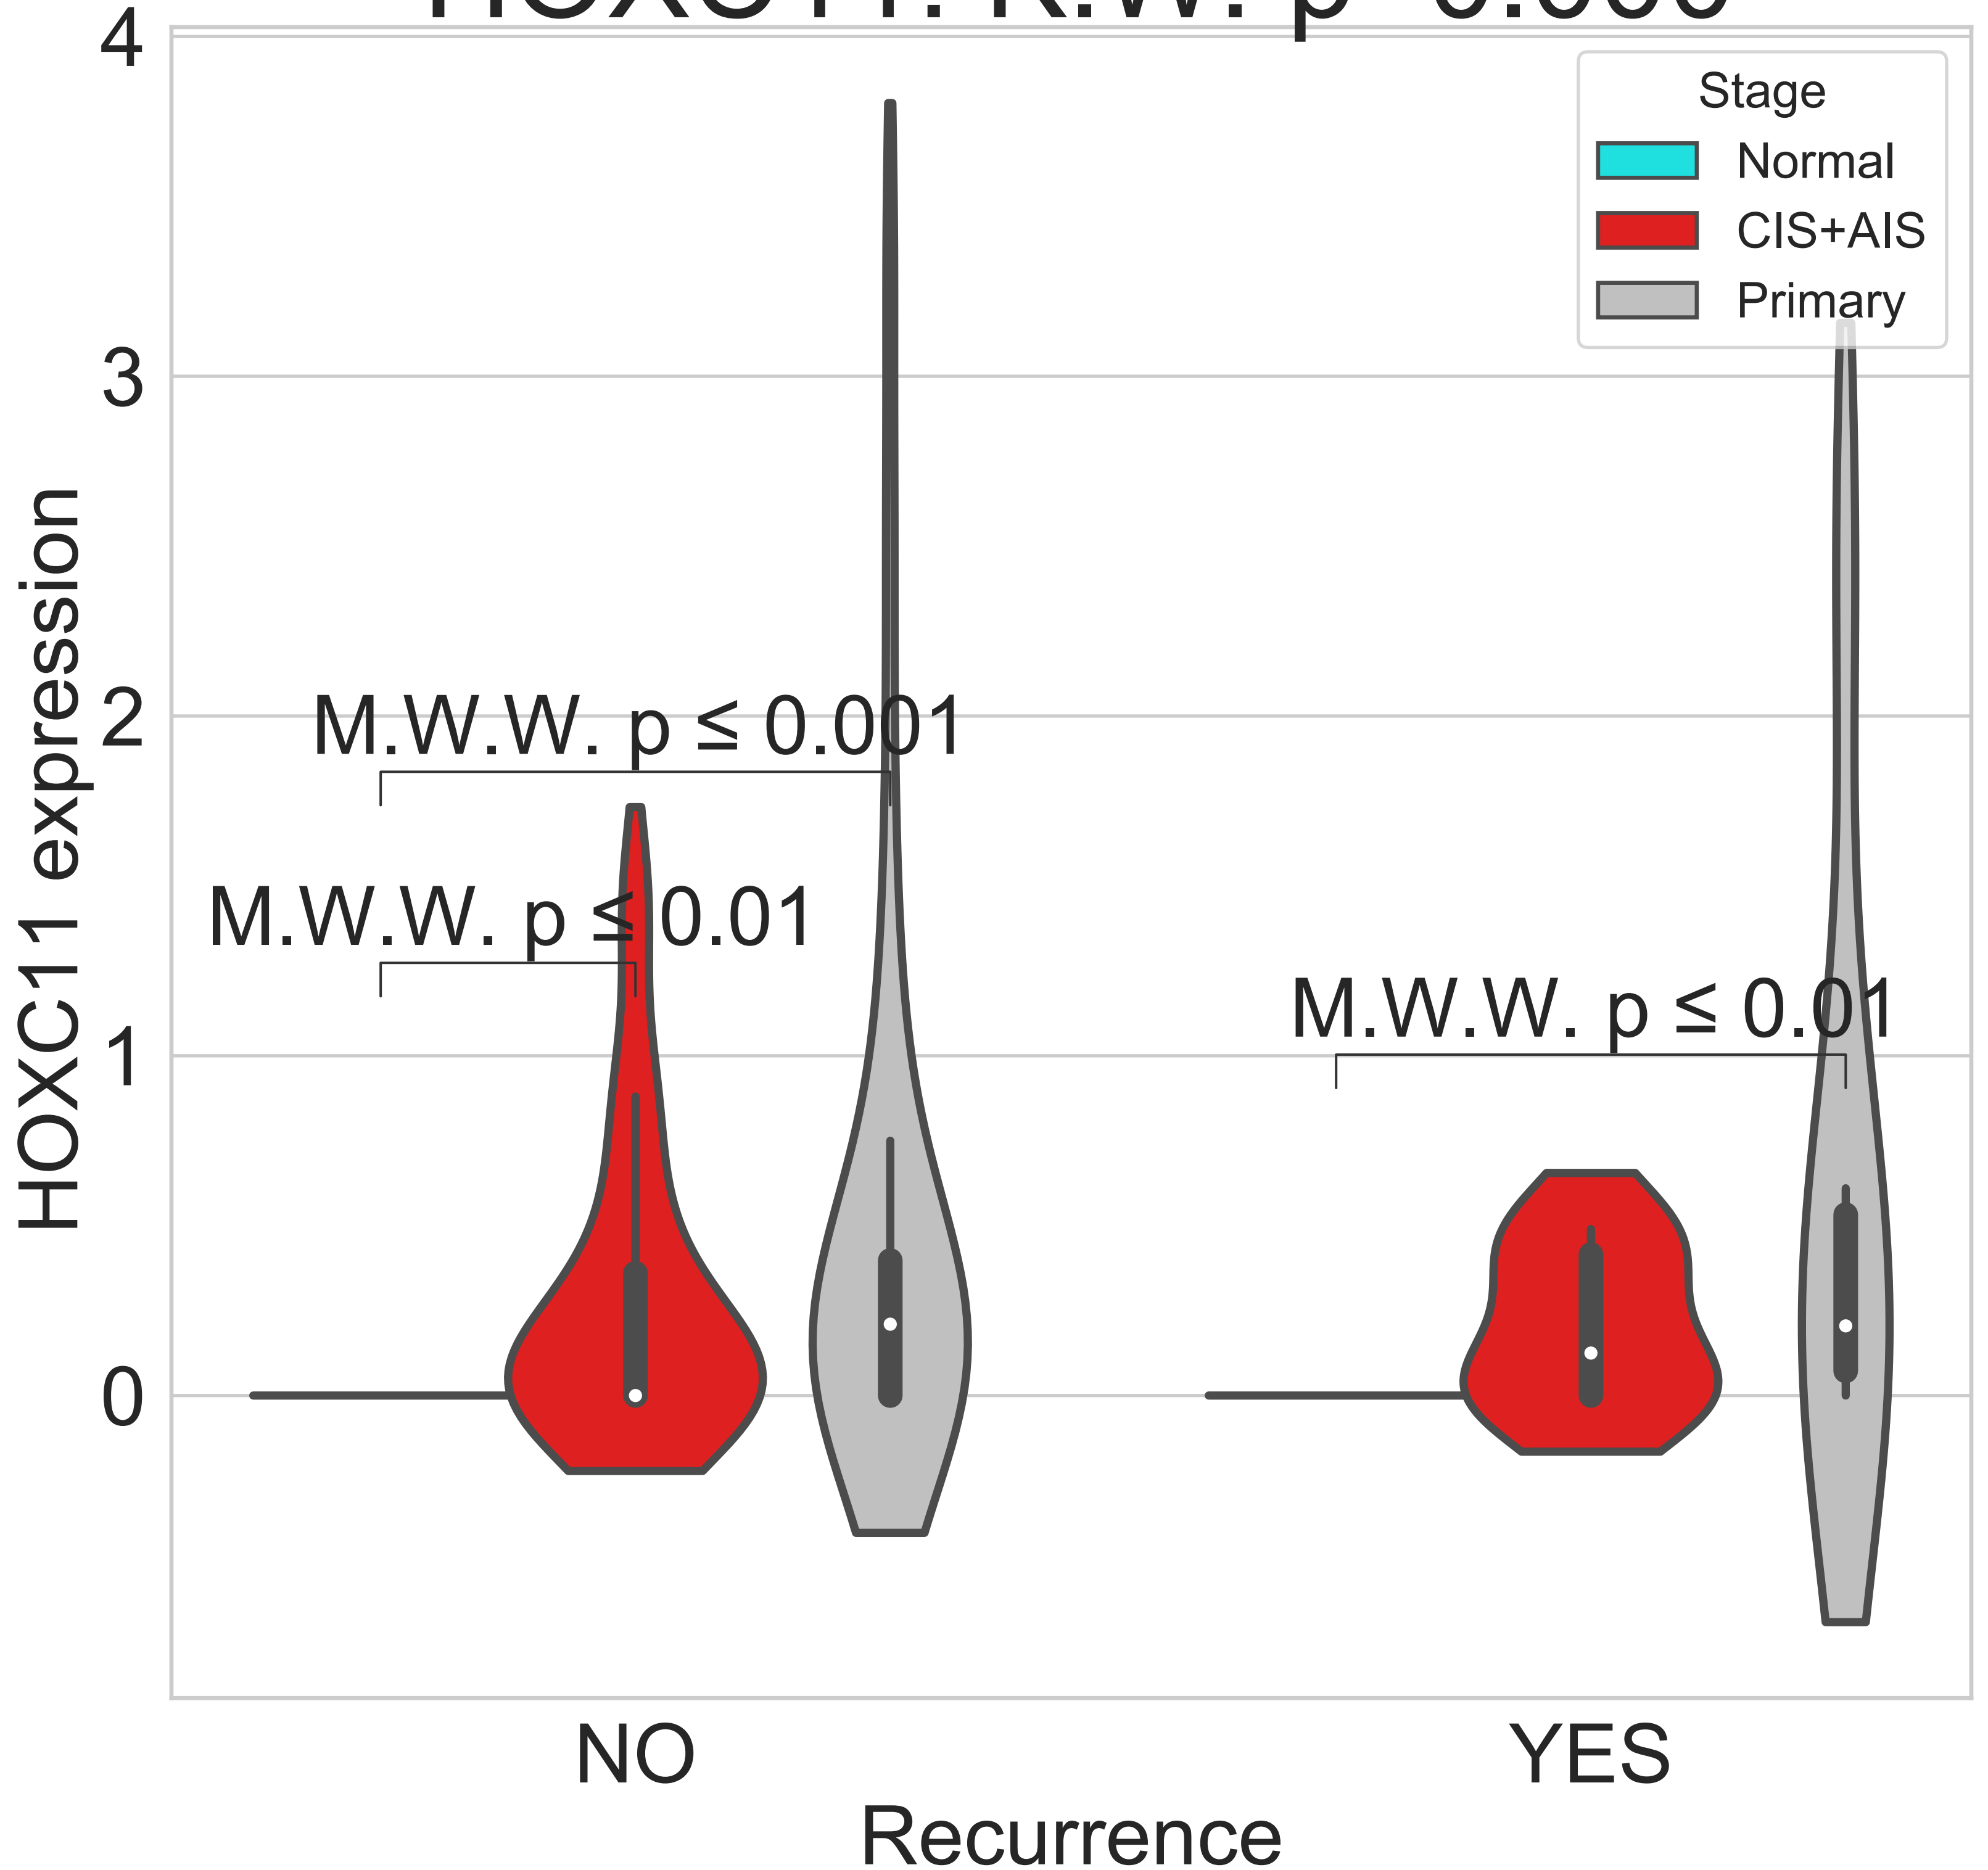 4
3
2
1
0
HOXC11 expression
Stage
Normal
CIS+AIS
Primary
M.W.W. p ≤ 0.001
M.W.W. p ≤ 0.01
M.W.W. p ≤ 0.01
NO
YES
Recurrence